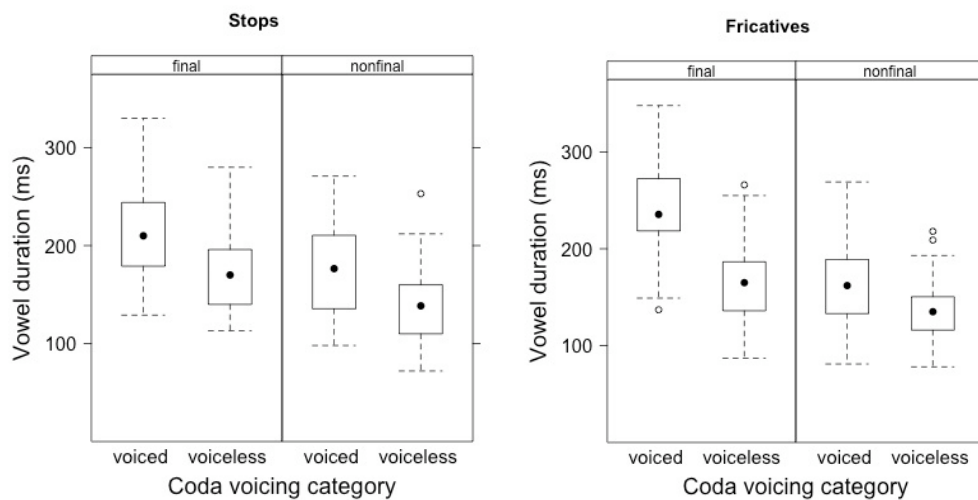 Stops
final nonfinal
Vowel duration (ms)
300
200
100
voiced voiceless voiced voiceless
Coda voicing category
Fricatives
final nonfinal
Vowel duration (ms)
300
200
100
voiced voiceless voiced voiceless
Coda voicing category